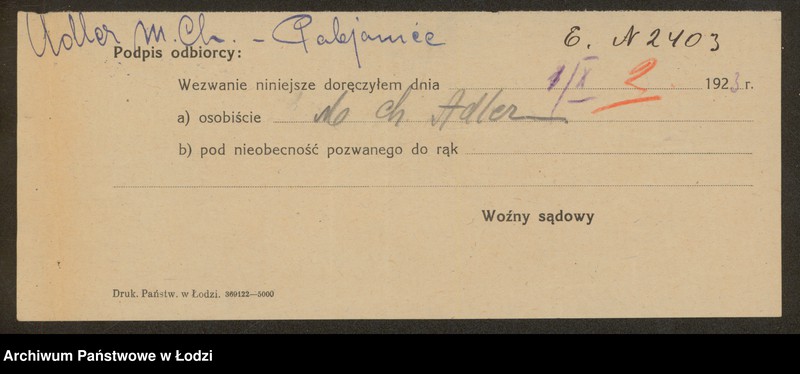 Adler M. Ch. - Pabjanice
E. N 2403
Podpis odbiorcy:
Wezwanie niniejsze doręczyłem dnia 1/X 2 1923 r.
a) osobiście M Ch. Adler
b) pod nieobecność pozwanego do rąk
Woźny sądowy
Druk. Państw. w Łodzi. 369122—5000
Archiwum Państwowe w Łodzi